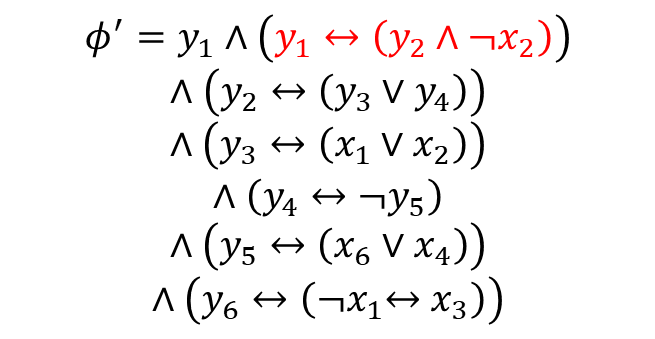 ϕ′ = y₁ ∧ (y₁ ↔ (y₂ ∧ ¬x₂))
∧ (y₂ ↔ (y₃ ∨ y₄))
∧ (y₃ ↔ (x₁ ∨ x₂))
∧ (y₄ ↔ ¬y₅)
∧ (y₅ ↔ (x₆ ∨ x₄))
∧ (y₆ ↔ (¬x₁↔ x₃))